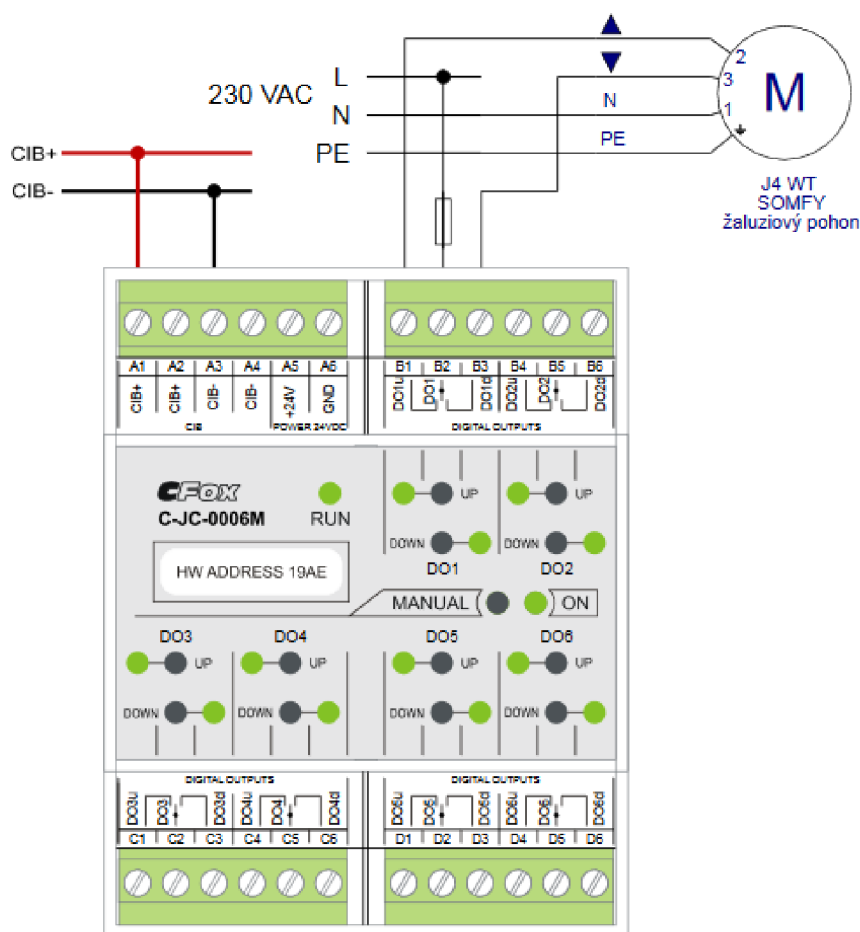 2
L
3
M
230 VAC
N
N
1
PE
PE
CIB+
CIB-
J4 WT
SOMFY
žaluziový pohon
A1 A2 A3 A4 A5 A6
CIB+ CIB+ CIB- CIB- +24V GND
CIB POWER 24VDC
B1 B2 B3 B4 B5 B6
DO1u DO1 DO1d DO2u DO2 DO2d
DIGITAL OUTPUTS
CFox
C-JC-0006M
RUN
HW ADDRESS 19AE
UP UP
DOWN DOWN
DO1 DO2
MANUAL ON
DO3 DO4 DO5 DO6
UP UP UP UP
DOWN DOWN DOWN DOWN
DIGITAL OUTPUTS DIGITAL OUTPUTS
DO3u DO3 DO3d DO4u DO4 DO4d
DO5u DO5 DO5d DO6u DO6 DO6d
C1 C2 C3 C4 C5 C6
D1 D2 D3 D4 D5 D6